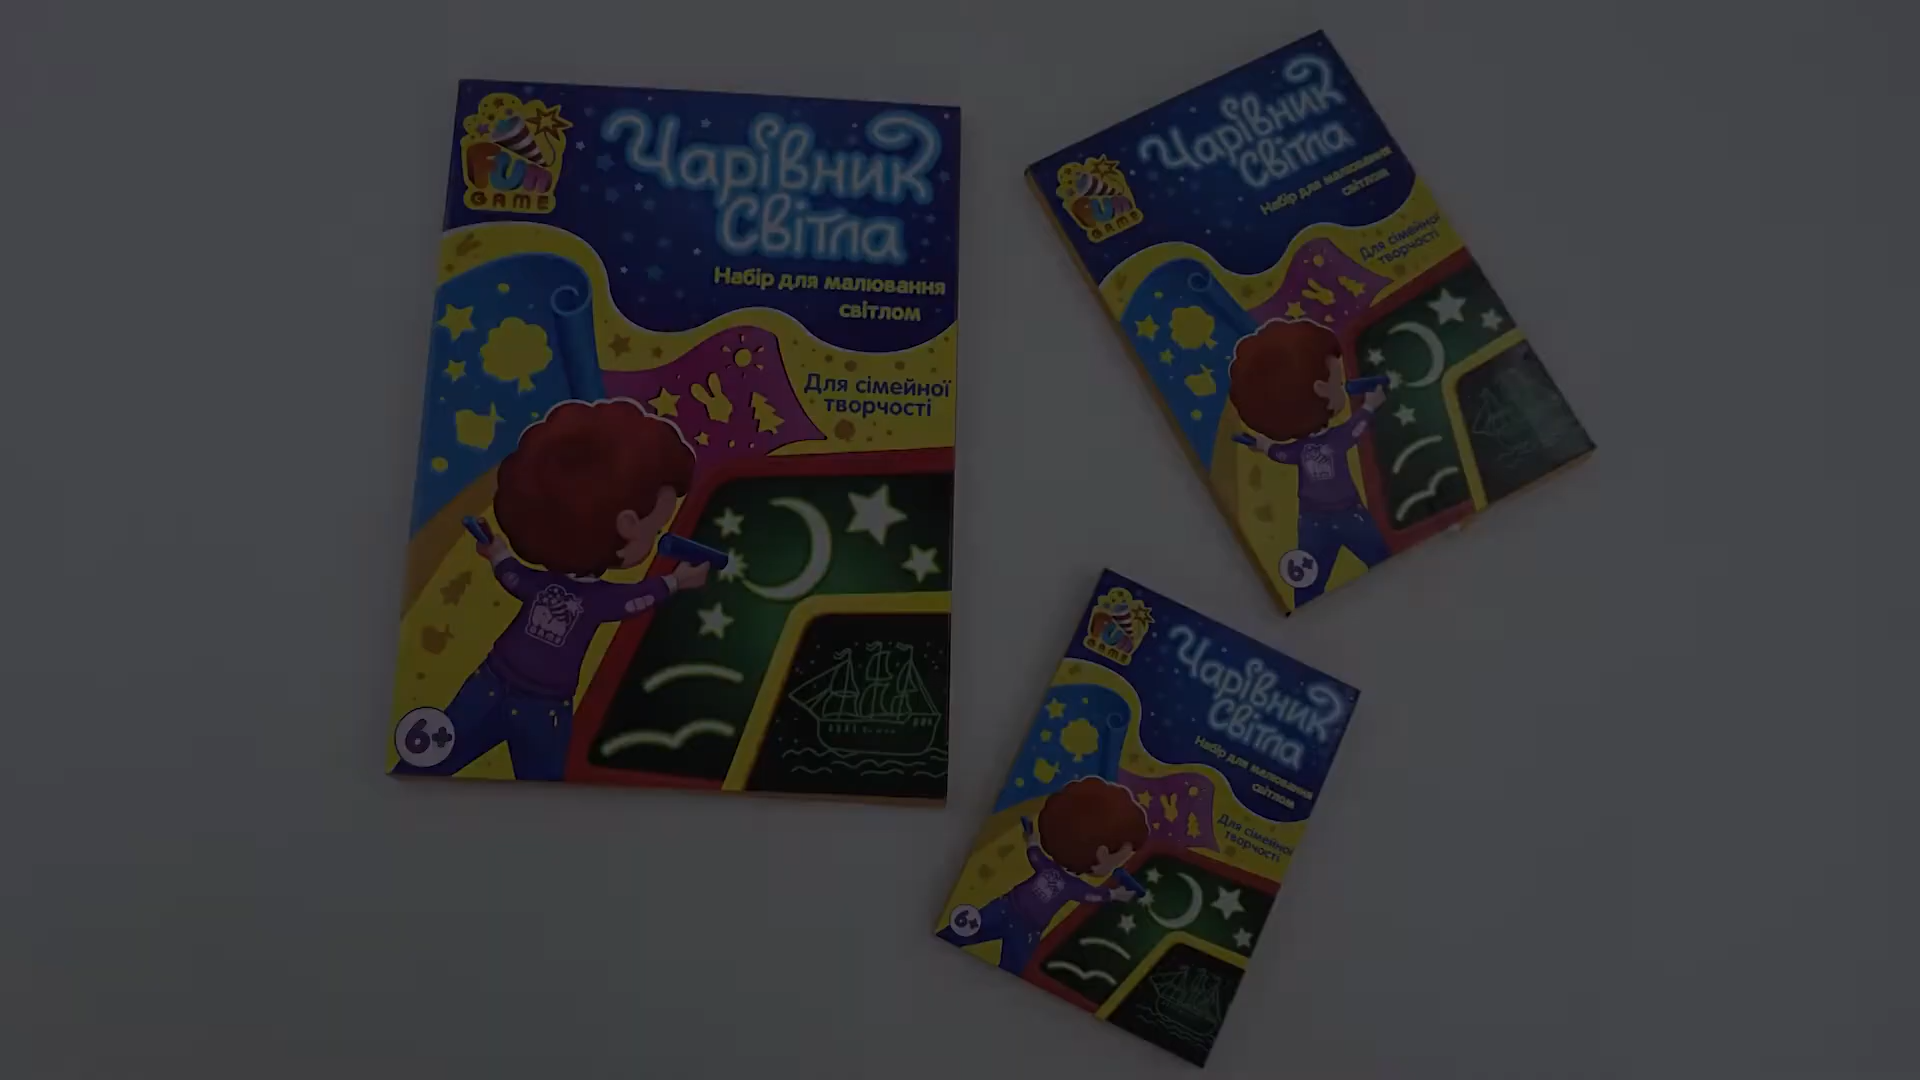 Fun
GAME
Чарівник
Світла
Набір для малювання
світлом
Для сімейної
творчості
6+
Fun
GAME
Чарівник
Світла
Набір для малювання
світлом
Для сімейної
творчості
6+
Fun
GAME
Чарівник
Світла
Набір для малювання
світлом
Для сімейної
творчості
6+